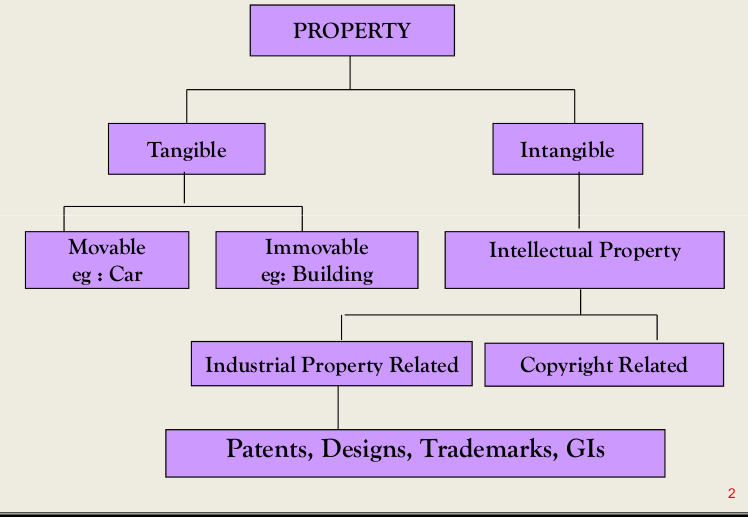 PROPERTY
Tangible
Intangible
Movable
eg : Car
Immovable
eg: Building
Intellectual Property
Industrial Property Related
Copyright Related
Patents, Designs, Trademarks, GIs
2